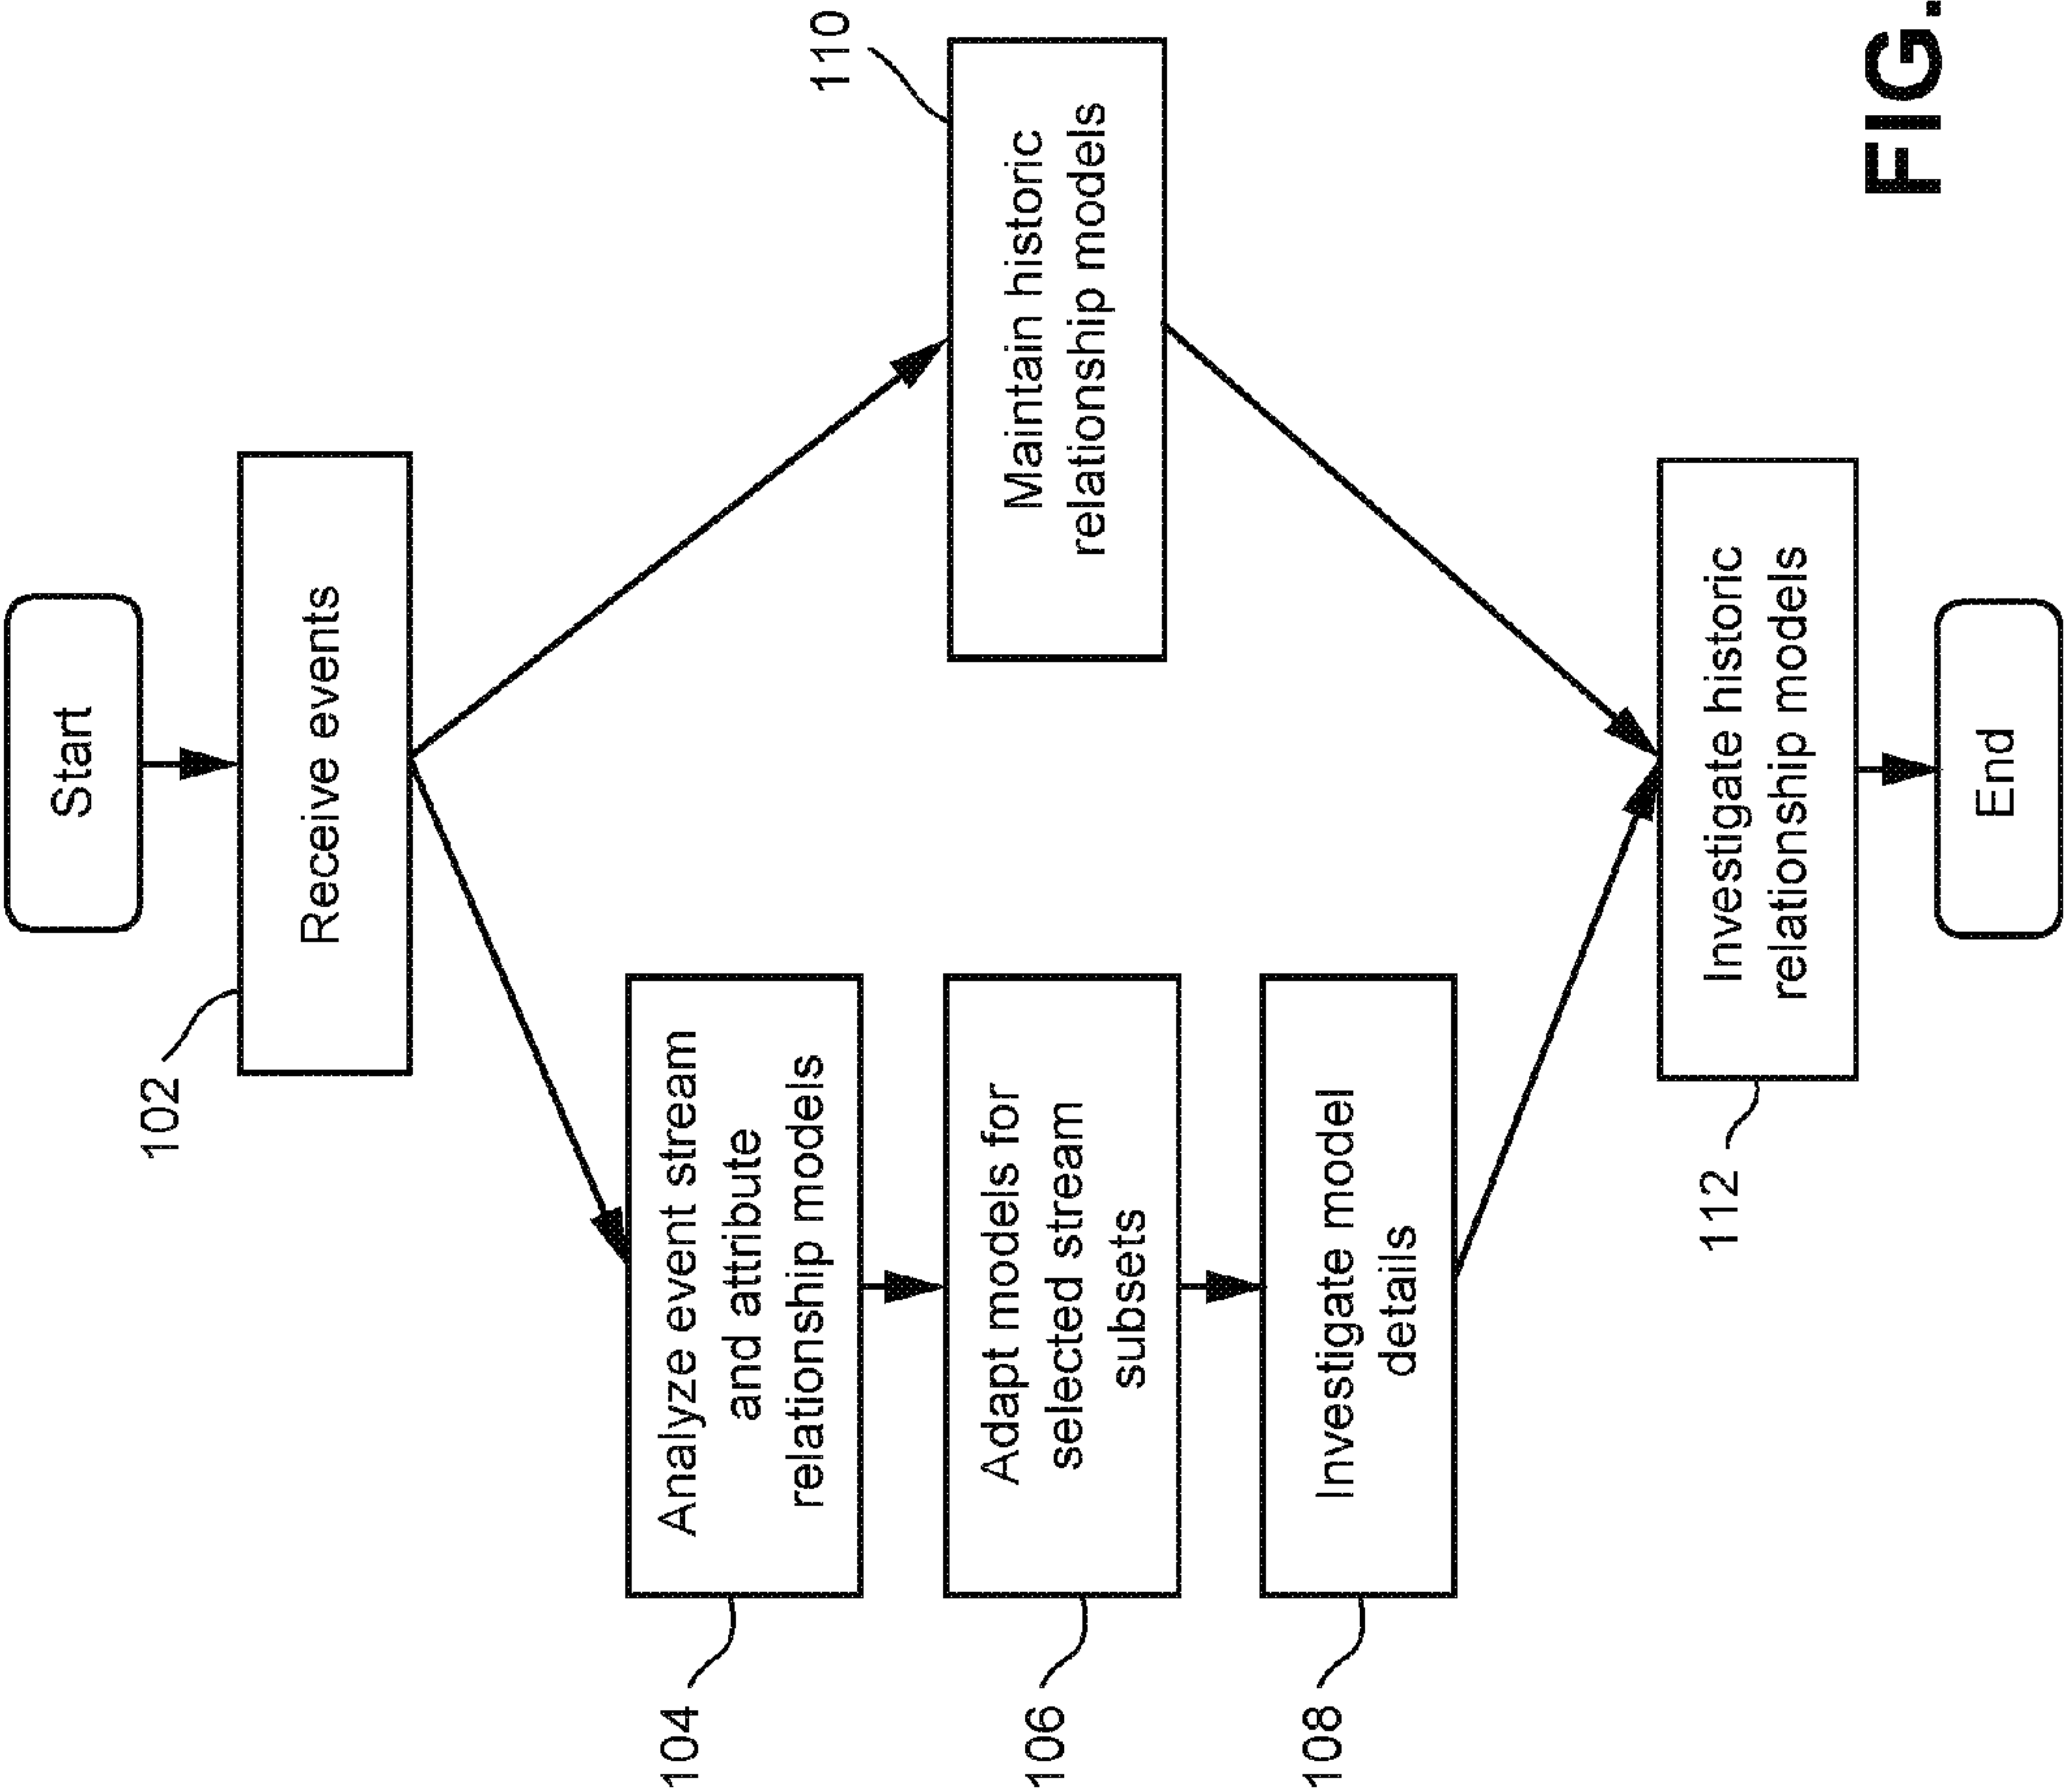 Start
102
Receive events
104
Analyze event stream
and attribute
relationship models
106
Adapt models for
selected stream
subsets
108
Investigate model
details
110
Maintain historic
relationship models
112
Investigate historic
relationship models
End
FIG.